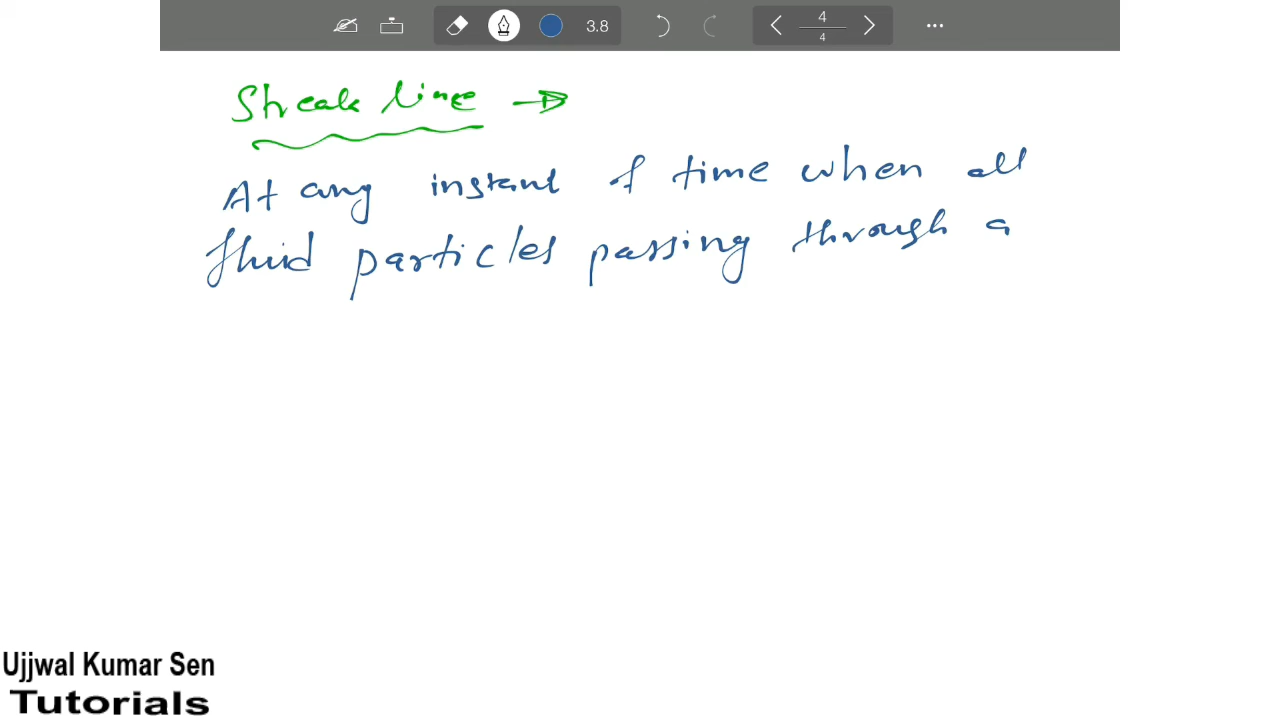 3.8
4
4
Streak line →
At any instant of time when all
fluid particles passing through a
Ujjwal Kumar Sen
Tutorials